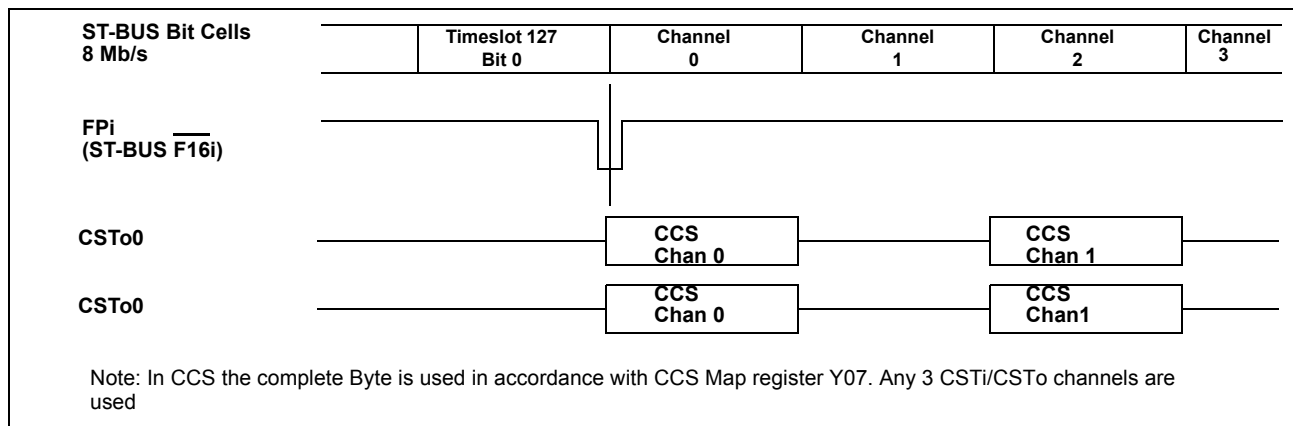 ST-BUS Bit Cells
8 Mb/s
Timeslot 127
Bit 0
Channel
0
Channel
1
Channel
2
Channel
3
FPi
(ST-BUS F16i)
CSTo0
CCS
Chan 0
CCS
Chan 1
CSTo0
CCS
Chan 0
CCS
Chan1
Note: In CCS the complete Byte is used in accordance with CCS Map register Y07. Any 3 CSTi/CSTo channels are
used